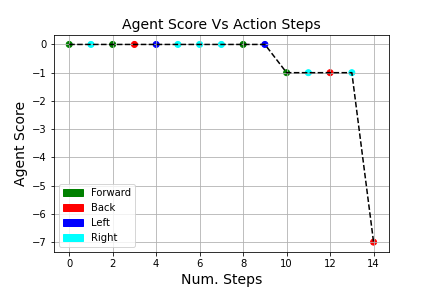 Agent Score Vs Action Steps
Agent Score
0
−1
−2
−3
−4
−5
−6
−7
Forward
Back
Left
Right
0 2 4 6 8 10 12 14
Num. Steps